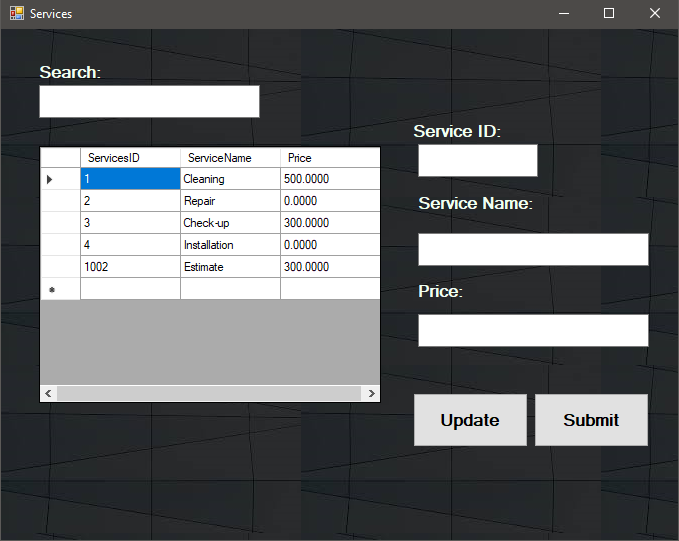 Services
Search:
ServicesID ServiceName Price
1 Cleaning 500.0000
2 Repair 0.0000
3 Check-up 300.0000
4 Installation 0.0000
1002 Estimate 300.0000
Service ID:
Service Name:
Price:
Update Submit